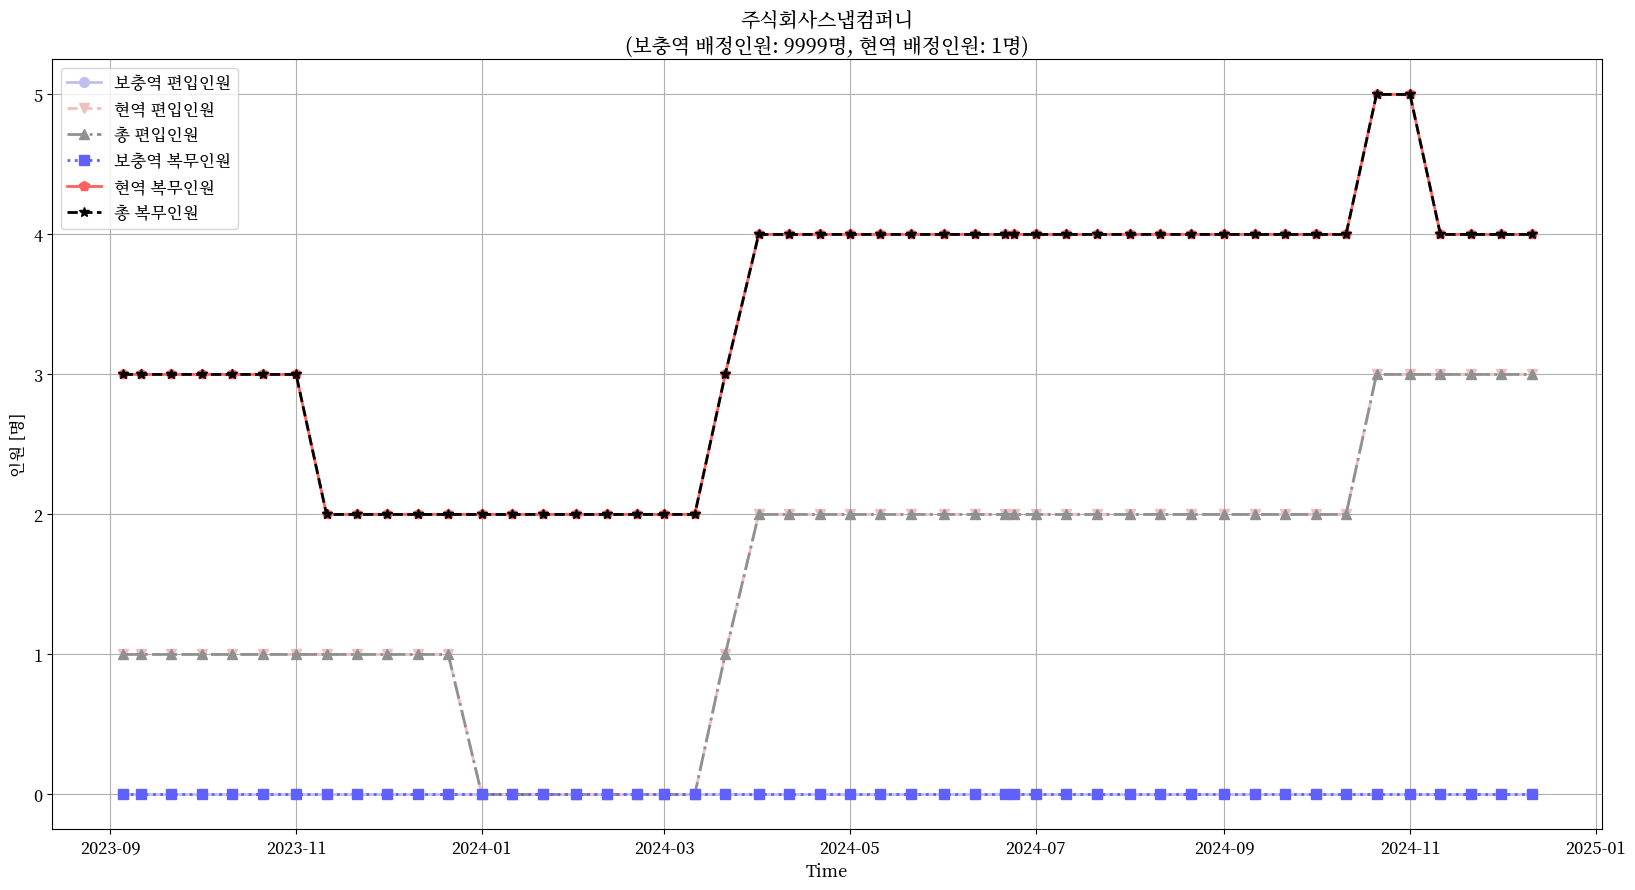 주식회사스냅컴퍼니
(보충역 배정인원: 9999명, 현역 배정인원: 1명)
보충역 편입인원
현역 편입인원
총 편입인원
보충역 복무인원
현역 복무인원
총 복무인원
인원 [명]
5
4
3
2
1
0
2023-09
2023-11
2024-01
2024-03
2024-05
2024-07
2024-09
2024-11
2025-01
Time